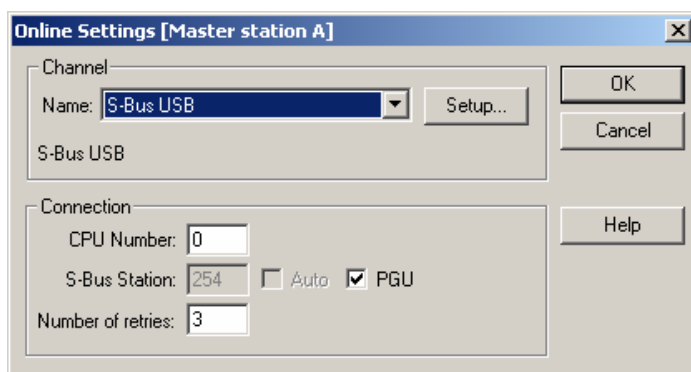 Online Settings [Master station A]
Channel
Name: S-Bus USB
Setup...
S-Bus USB
OK
Cancel
Connection
CPU Number: 0
S-Bus Station: 254 Auto PGU
Number of retries: 3
Help